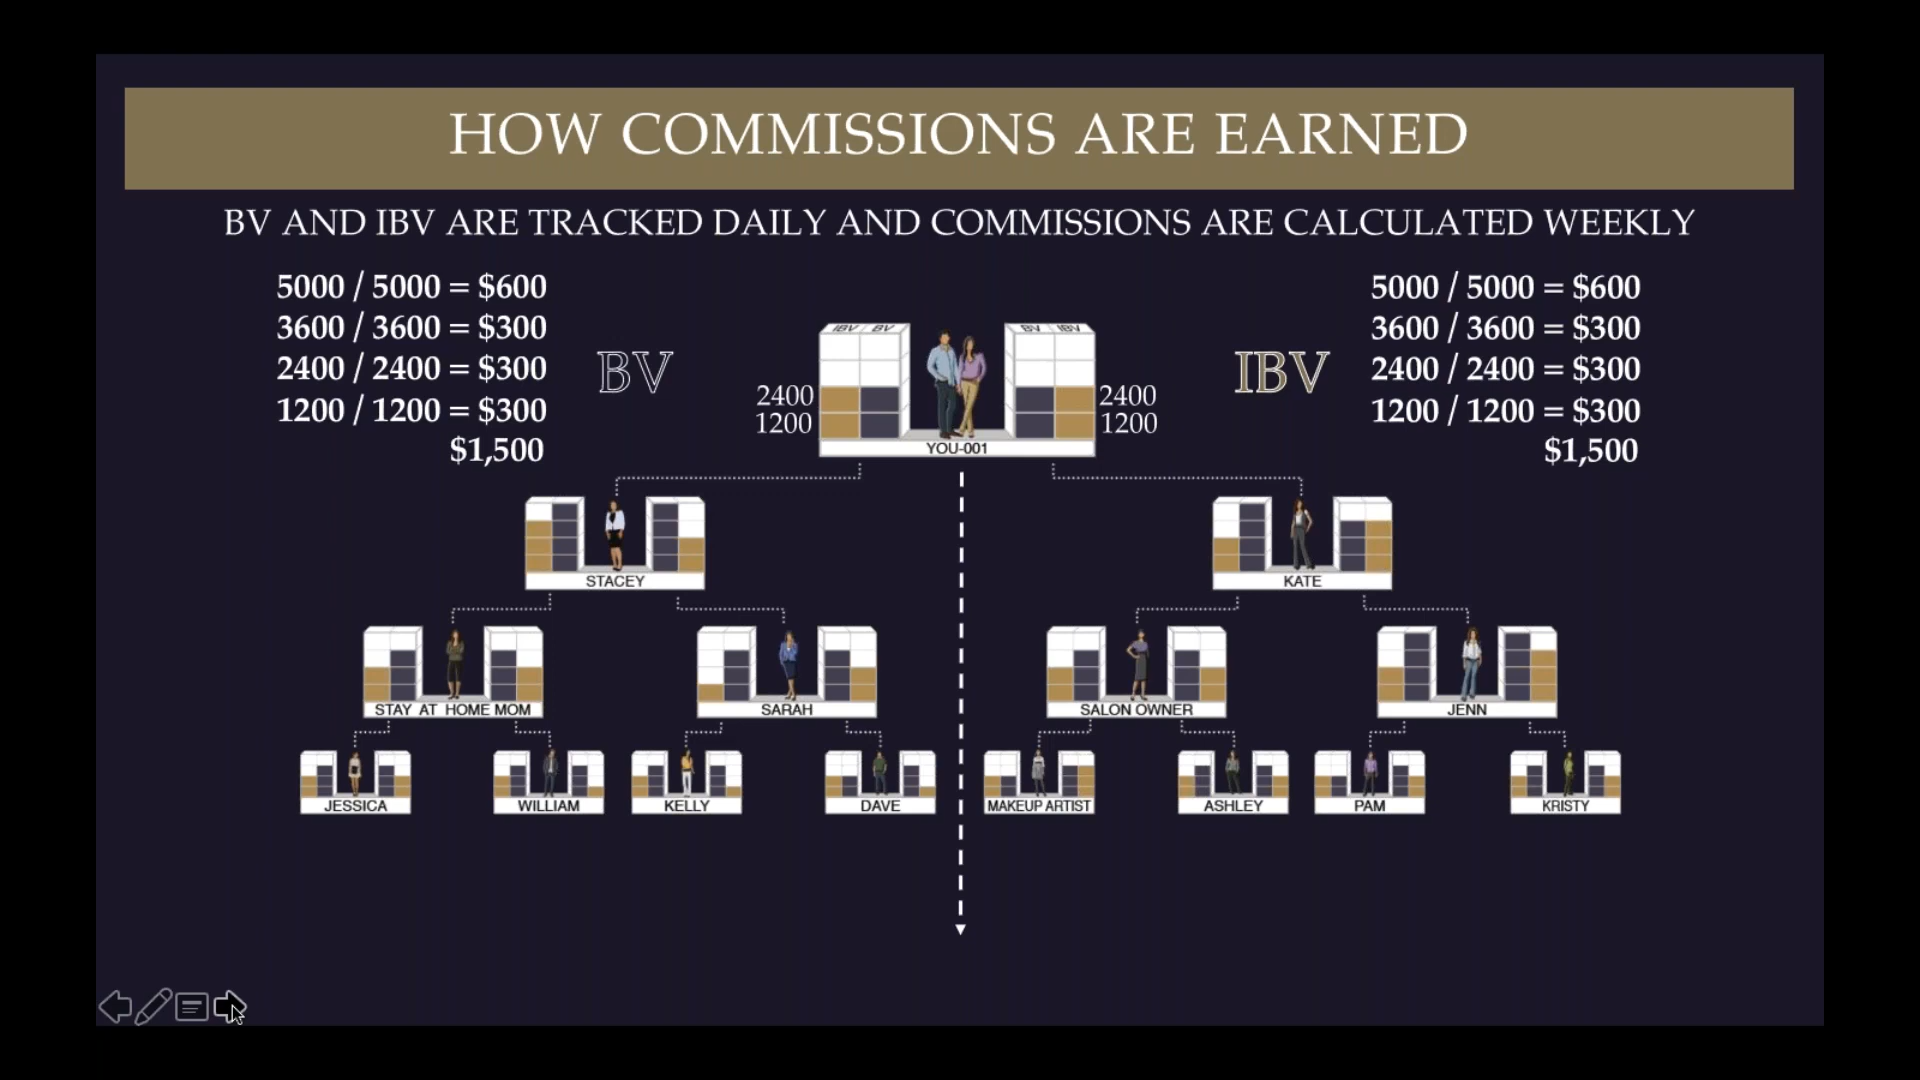 HOW COMMISSIONS ARE EARNED
BV AND IBV ARE TRACKED DAILY AND COMMISSIONS ARE CALCULATED WEEKLY
5000 / 5000 = $600
3600 / 3600 = $300
2400 / 2400 = $300
1200 / 1200 = $300
$1,500
BV
IBV BV
BV IBV
2400
1200
2400
1200
YOU-001
IBV
5000 / 5000 = $600
3600 / 3600 = $300
2400 / 2400 = $300
1200 / 1200 = $300
$1,500
STACEY
KATE
STAY AT HOME MOM
SARAH
SALON OWNER
JENN
JESSICA
WILLIAM
KELLY
DAVE
MAKEUP ARTIST
ASHLEY
PAM
KRISTY